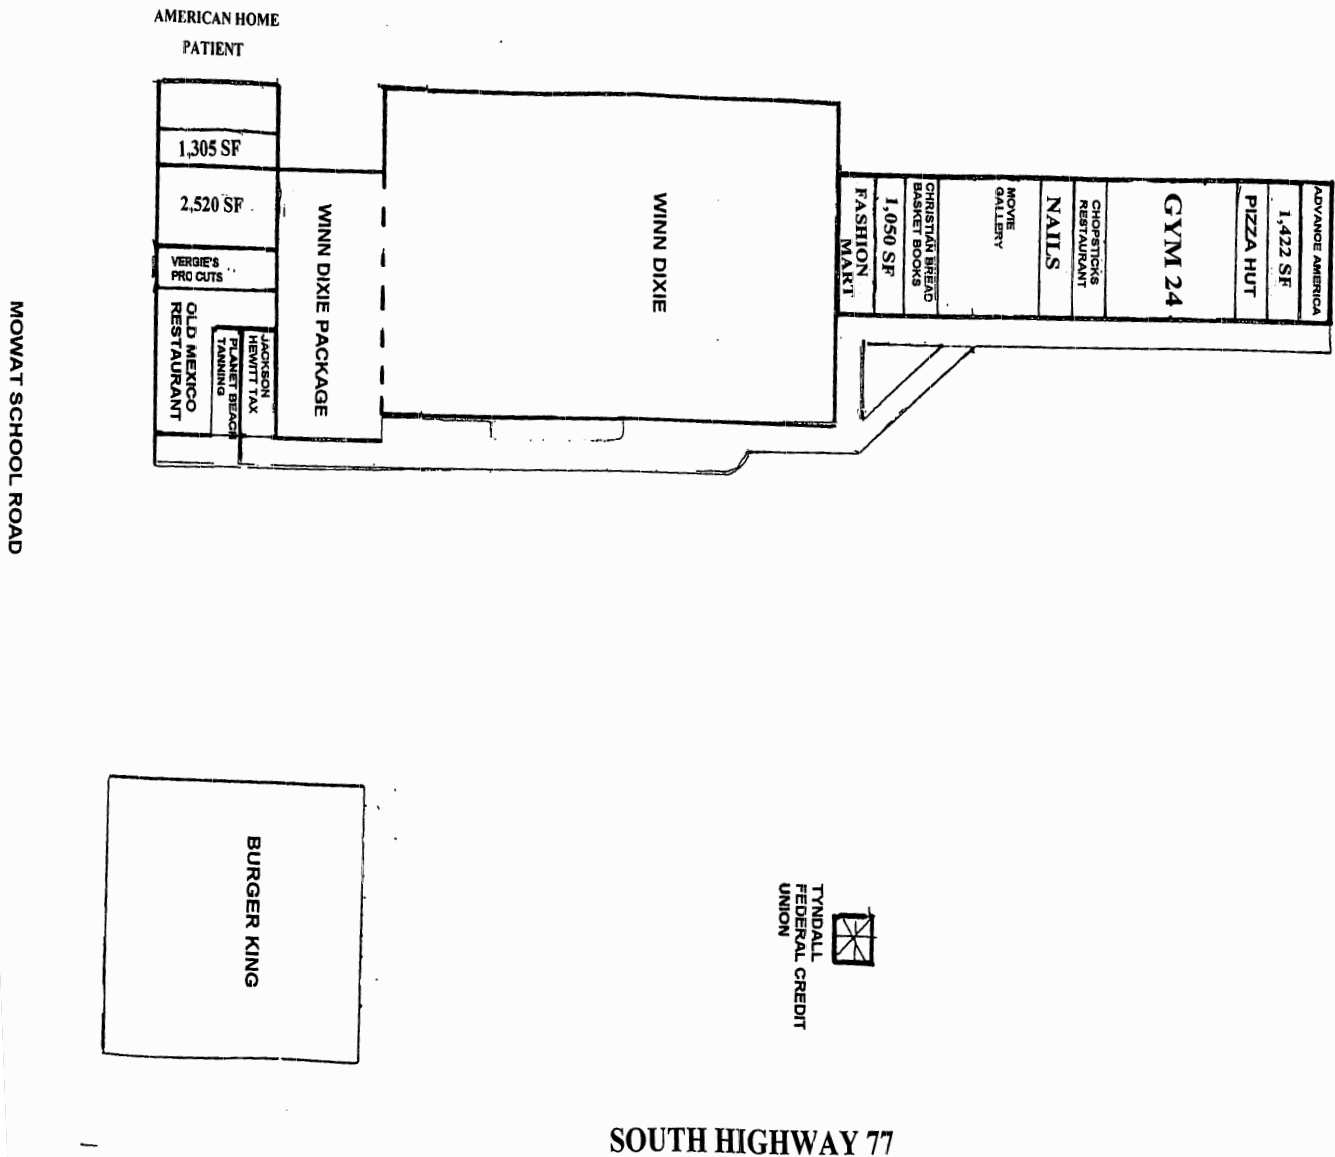 AMERICAN HOME
PATIENT
1,305 SF
2,520 SF
VERGIE'S
PRO CUTS
OLD MEXICO
RESTAURANT
JACKSON
HEWITT TAX
PLANET BEACH
TANNING
WINN DIXIE PACKAGE
WINN DIXIE
FASHION
MART
1,050 SF
CHRISTIAN BREAD
BASKET BOOKS
MOVIE
GALLERY
NAILS
CHOPSTICKS
RESTAURANT
GYM 24
PIZZA HUT
1,422 SF
ADVANCE AMERICA
MOWAT SCHOOL ROAD
BURGER KING
TYNDALL
FEDERAL CREDIT
UNION
SOUTH HIGHWAY 77